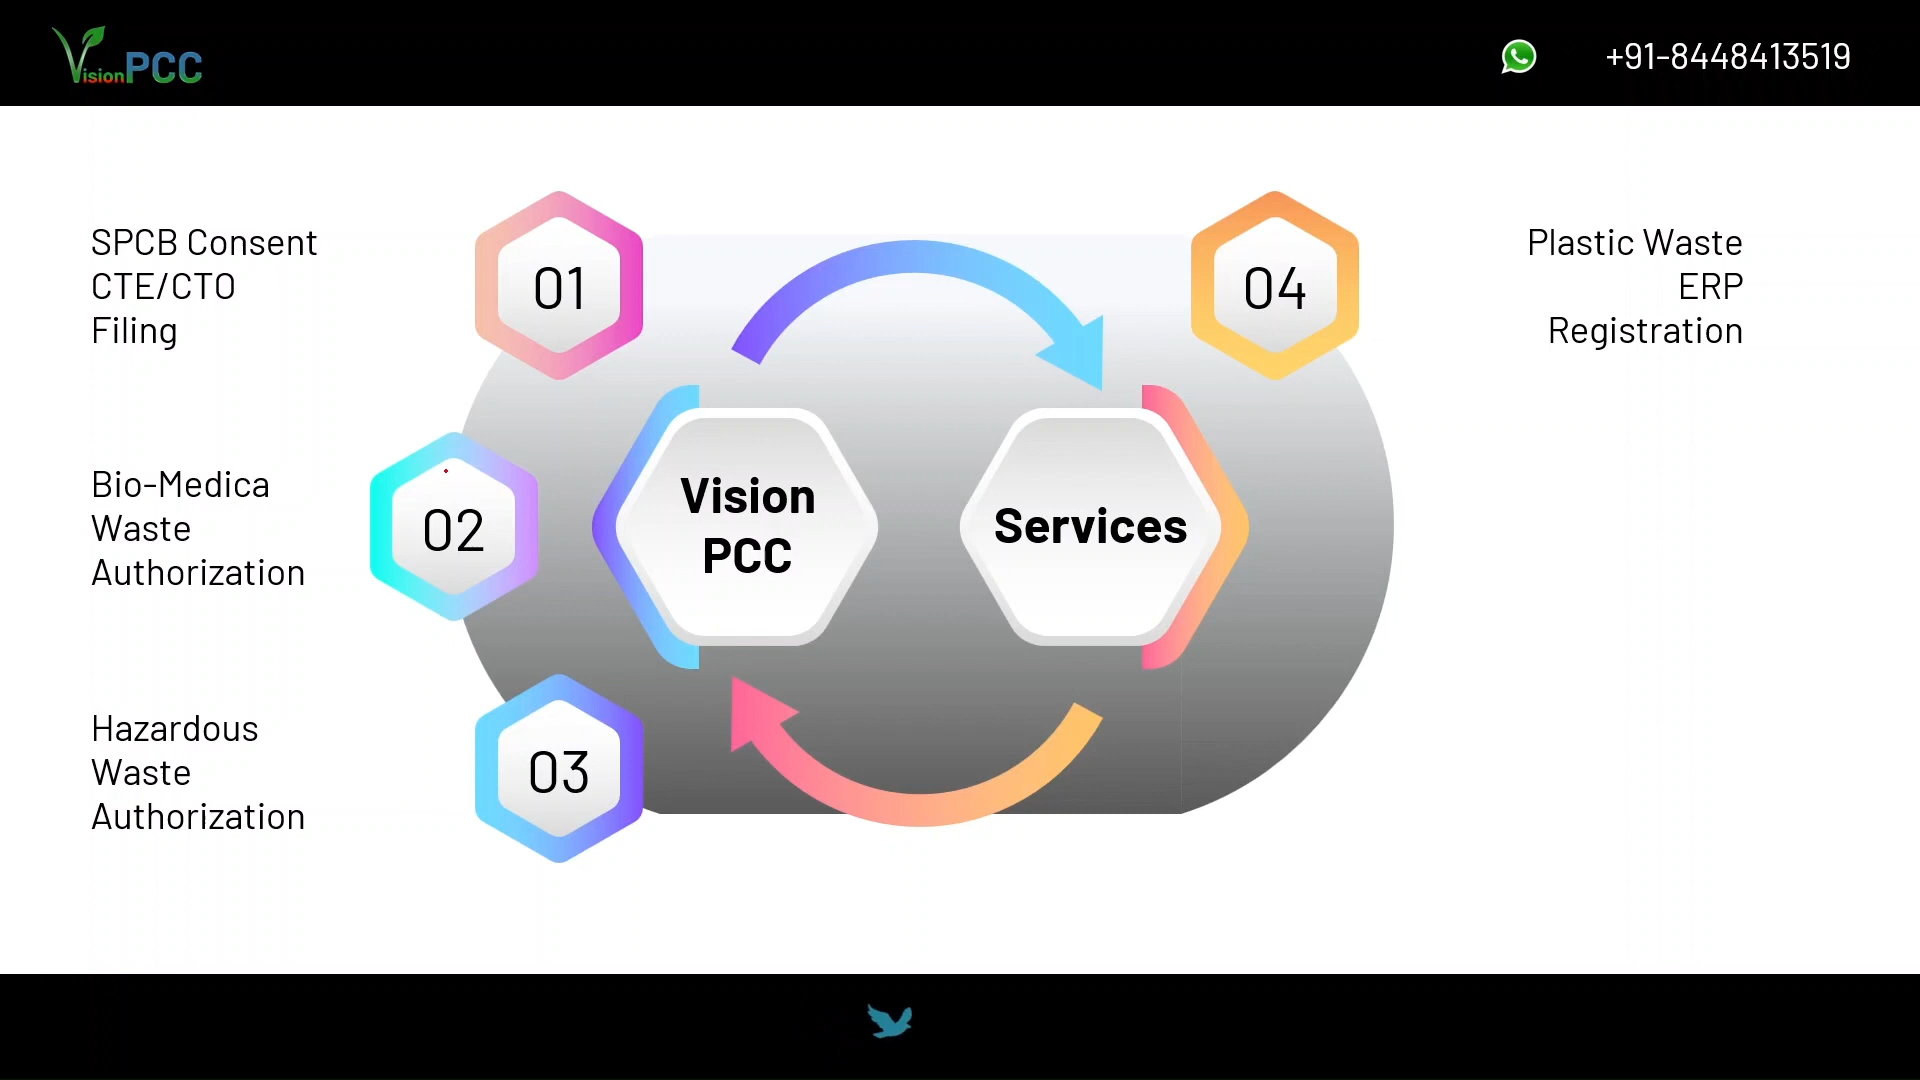 VisionPCC
+91-8448413519
SPCB Consent
CTE/CTO
Filing
01
Bio-Medica
Waste
Authorization
02
Hazardous
Waste
Authorization
03
Vision
PCC
Services
04
Plastic Waste
ERP
Registration